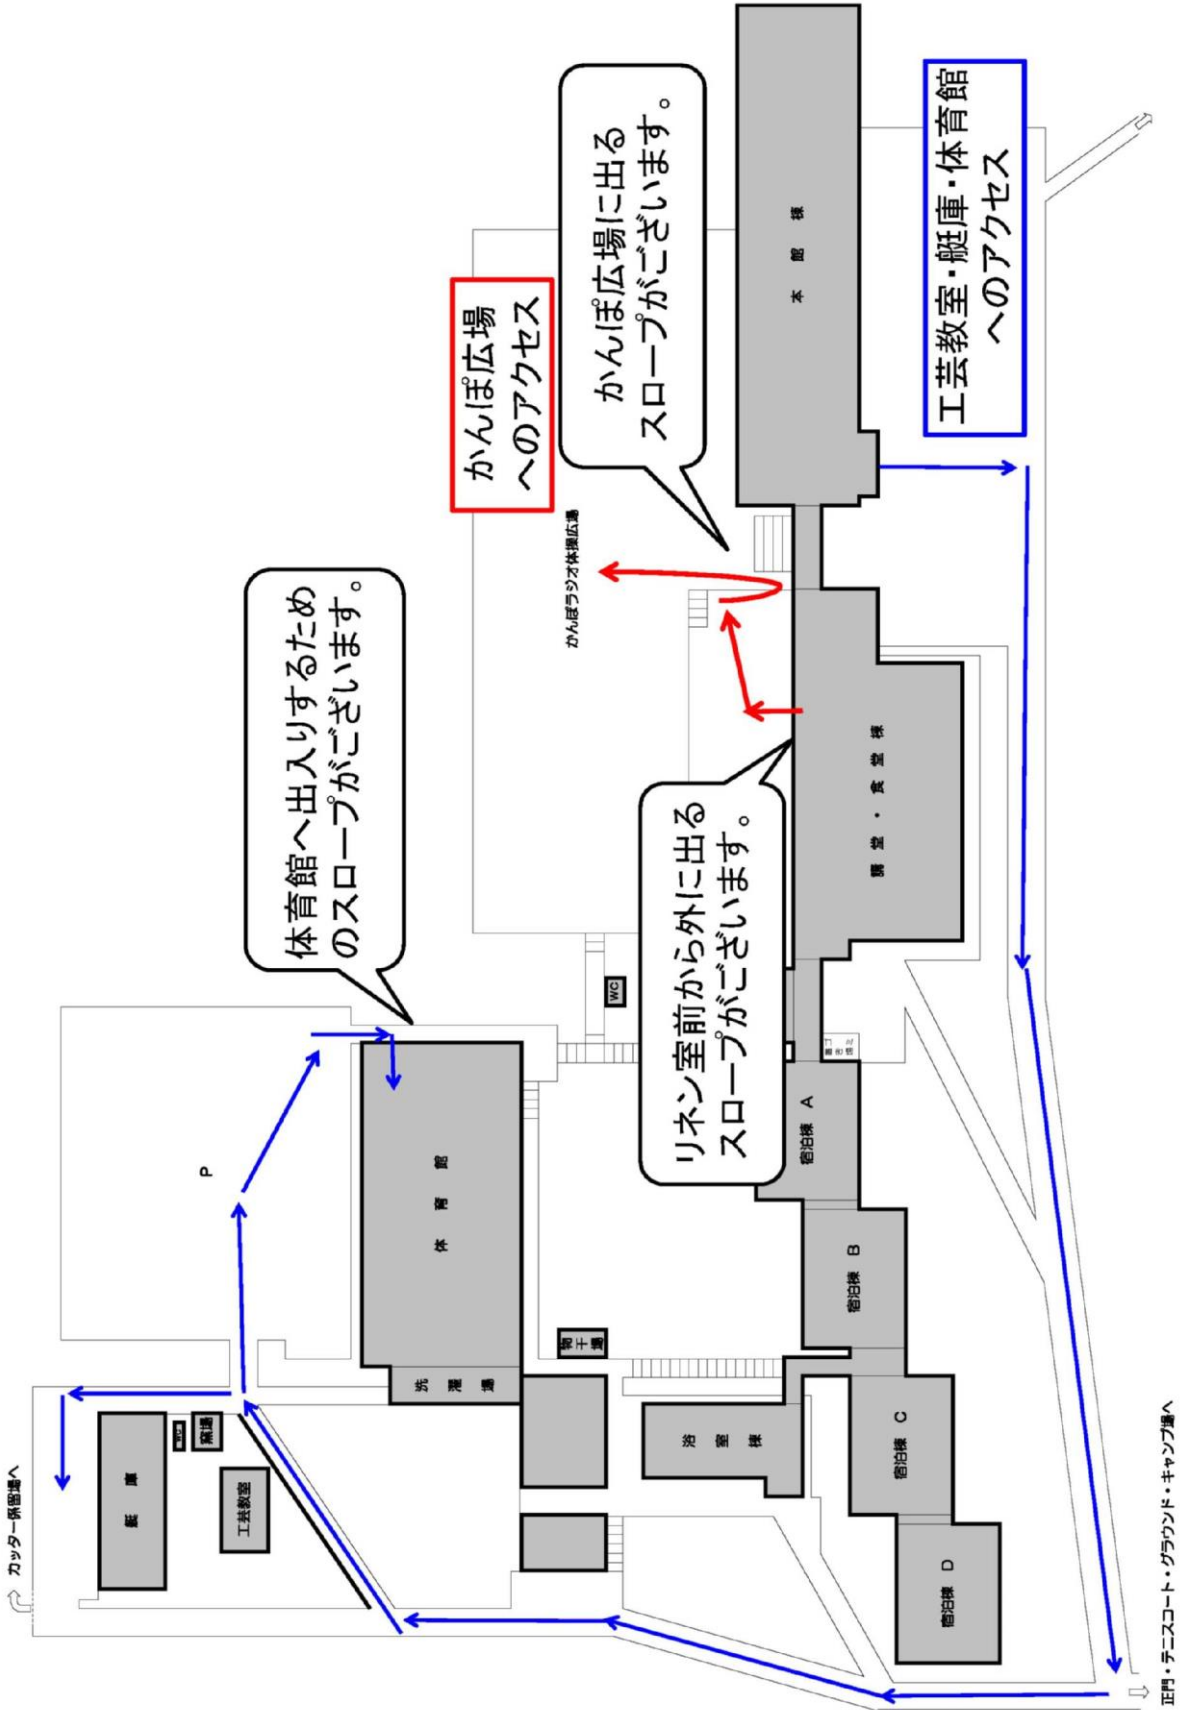 体育館へ出入りするため
のスロープがございます。
かんぽ広場
へのアクセス
かんぽ広場に出る
スロープがございます。
リネン室前から外に出る
スロープがございます。
工芸教室・艇庫・体育館
へのアクセス
カッター係留場へ
艇庫
WC
窯場
工芸教室
P
体育館
洗濯場
物干場
浴室棟
WC
かんぽラジオ体操広場
本館棟
講堂・食堂棟
宿泊棟 A
宿泊棟 B
宿泊棟 C
宿泊棟 D
正門・テニスコート・グラウンド・キャンプ場へ